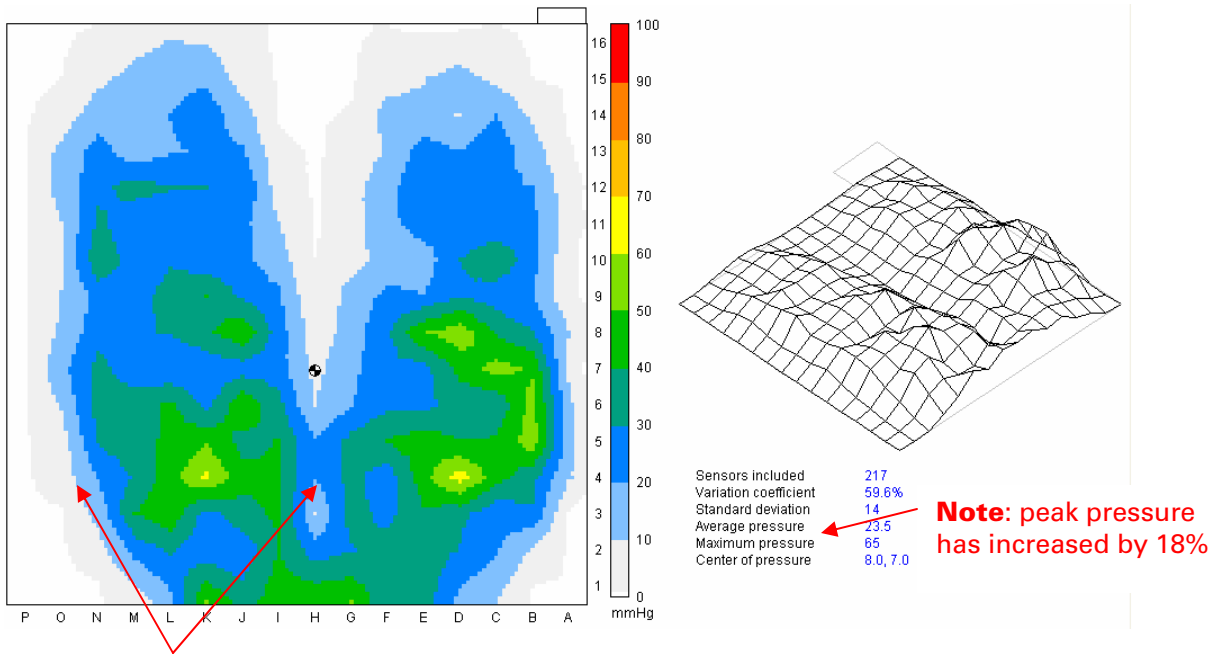 16
15
14
13
12
11
10
9
8
7
6
5
4
3
2
1
P O N M L K J I H G F E D C B A
100
90
80
70
60
50
40
30
20
10
0
mmHg
Sensors included 217
Variation coefficient 59.6%
Standard deviation 14
Average pressure 23.5
Maximum pressure 65
Center of pressure 8.0, 7.0
Note: peak pressure
has increased by 18%